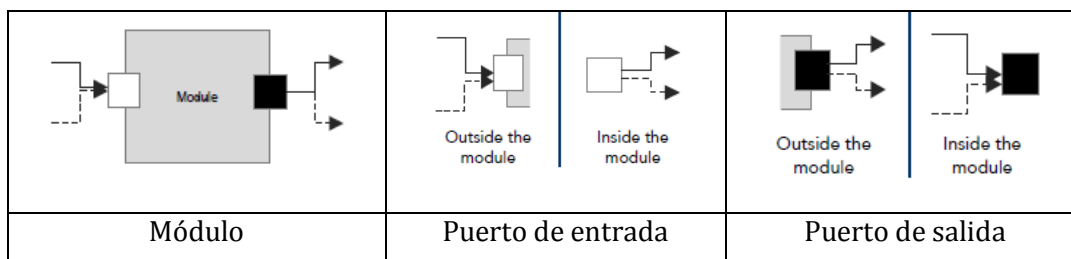 Module
Outside the
module
Inside the
module
Outside the
module
Inside the
module
Módulo
Puerto de entrada
Puerto de salida